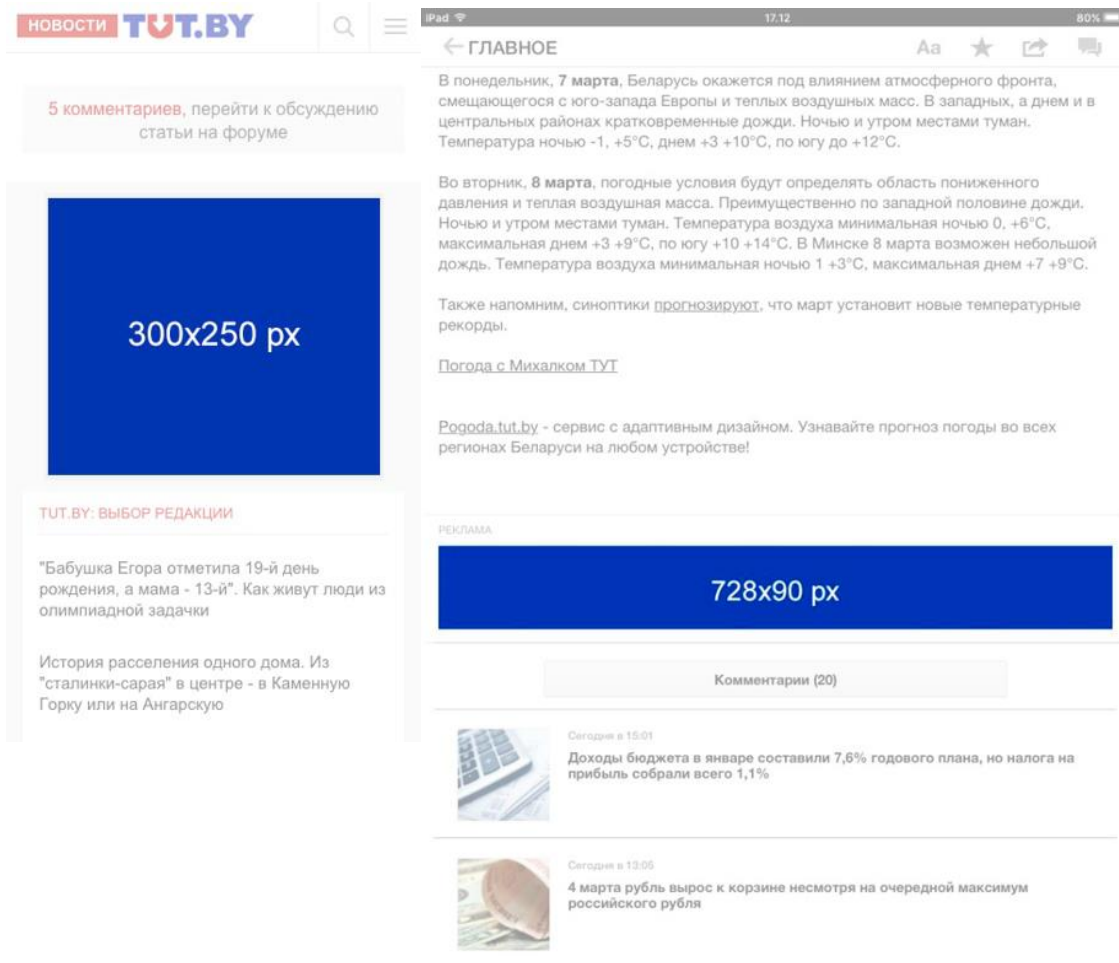 НОВОСТИ TUT.BY
5 комментариев, перейти к обсуждению
статьи на форуме
300x250 px
TUT.BY: ВЫБОР РЕДАКЦИИ
"Бабушка Егора отметила 19-й день
рождения, а мама - 13-й". Как живут люди из
олимпиадной задачки
История расселения одного дома. Из
"сталинки-сарая" в центре - в Каменную
Горку или на Ангарскую
iPad 17.12 80%
ГЛАВНОЕ Aa
В понедельник, 7 марта, Беларусь окажется под влиянием атмосферного фронта,
смещающегося с юго-запада Европы и теплых воздушных масс. В западных, а днем и в
центральных районах кратковременные дожди. Ночью и утром местами туман.
Температура ночью -1, +5°С, днем +3 +10°С, по югу до +12°С.
Во вторник, 8 марта, погодные условия будут определять область пониженного
давления и теплая воздушная масса. Преимущественно по западной половине дожди.
Ночью и утром местами туман. Температура воздуха минимальная ночью 0, +6°С,
максимальная днем +3 +9°С, по югу +10 +14°С. В Минске 8 марта возможен небольшой
дождь. Температура воздуха минимальная ночью 1 +3°С, максимальная днем +7 +9°С.
Также напомним, синоптики прогнозируют, что март установит новые температурные
рекорды.
Погода с Михалком ТУТ
Pogoda.tut.by - сервис с адаптивным дизайном. Узнавайте прогноз погоды во всех
регионах Беларуси на любом устройстве!
РЕКЛАМА
728x90 px
Комментарии (20)
Сегодня в 15:01
Доходы бюджета в январе составили 7,6% годового плана, но налога на
прибыль собрали всего 1,1%
Сегодня в 13:05
4 марта рубль вырос к корзине несмотря на очередной максимум
российского рубля